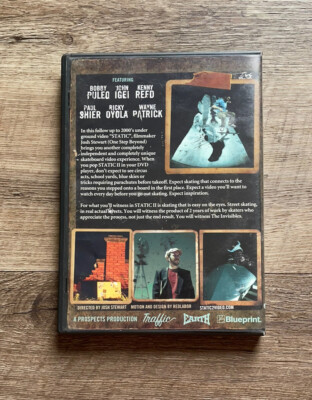 FEATURING
BOBBY PULEO
JOHN IGEI
KENNY REED
PAUL SHIER
RICKY OYOLA
WAYNE PATRICK
In this follow up to 2000's under
ground video "STATIC", filmmaker
Josh Stewart (One Step Beyond)
brings you another completely
independent and completely unique
skateboard video experience. When
you pop STATIC II in your DVD
player, don't expect to see circus
acts, school yards, blue skies or
tricks requiring parachutes before takeoff. Expect skating that connects to the
reasons you stepped onto a board in the first place. Expect a video you'll want to
watch every day before you go out skating. Expect inspiration.
For what you'll witness in STATIC II is skating that is easy on the eyes. Street skating,
in real actual streets. You will witness the product of 2 years of work by skaters who
appreciate the process, not just the end result. You will witness The Invisibles.
DIRECTED BY JOSH STEWART
MOTION AND DESIGN BY
STATIC2VIDEO.COM
A PROSPECTS PRODUCTION
Traffic
EARTH
Blueprint